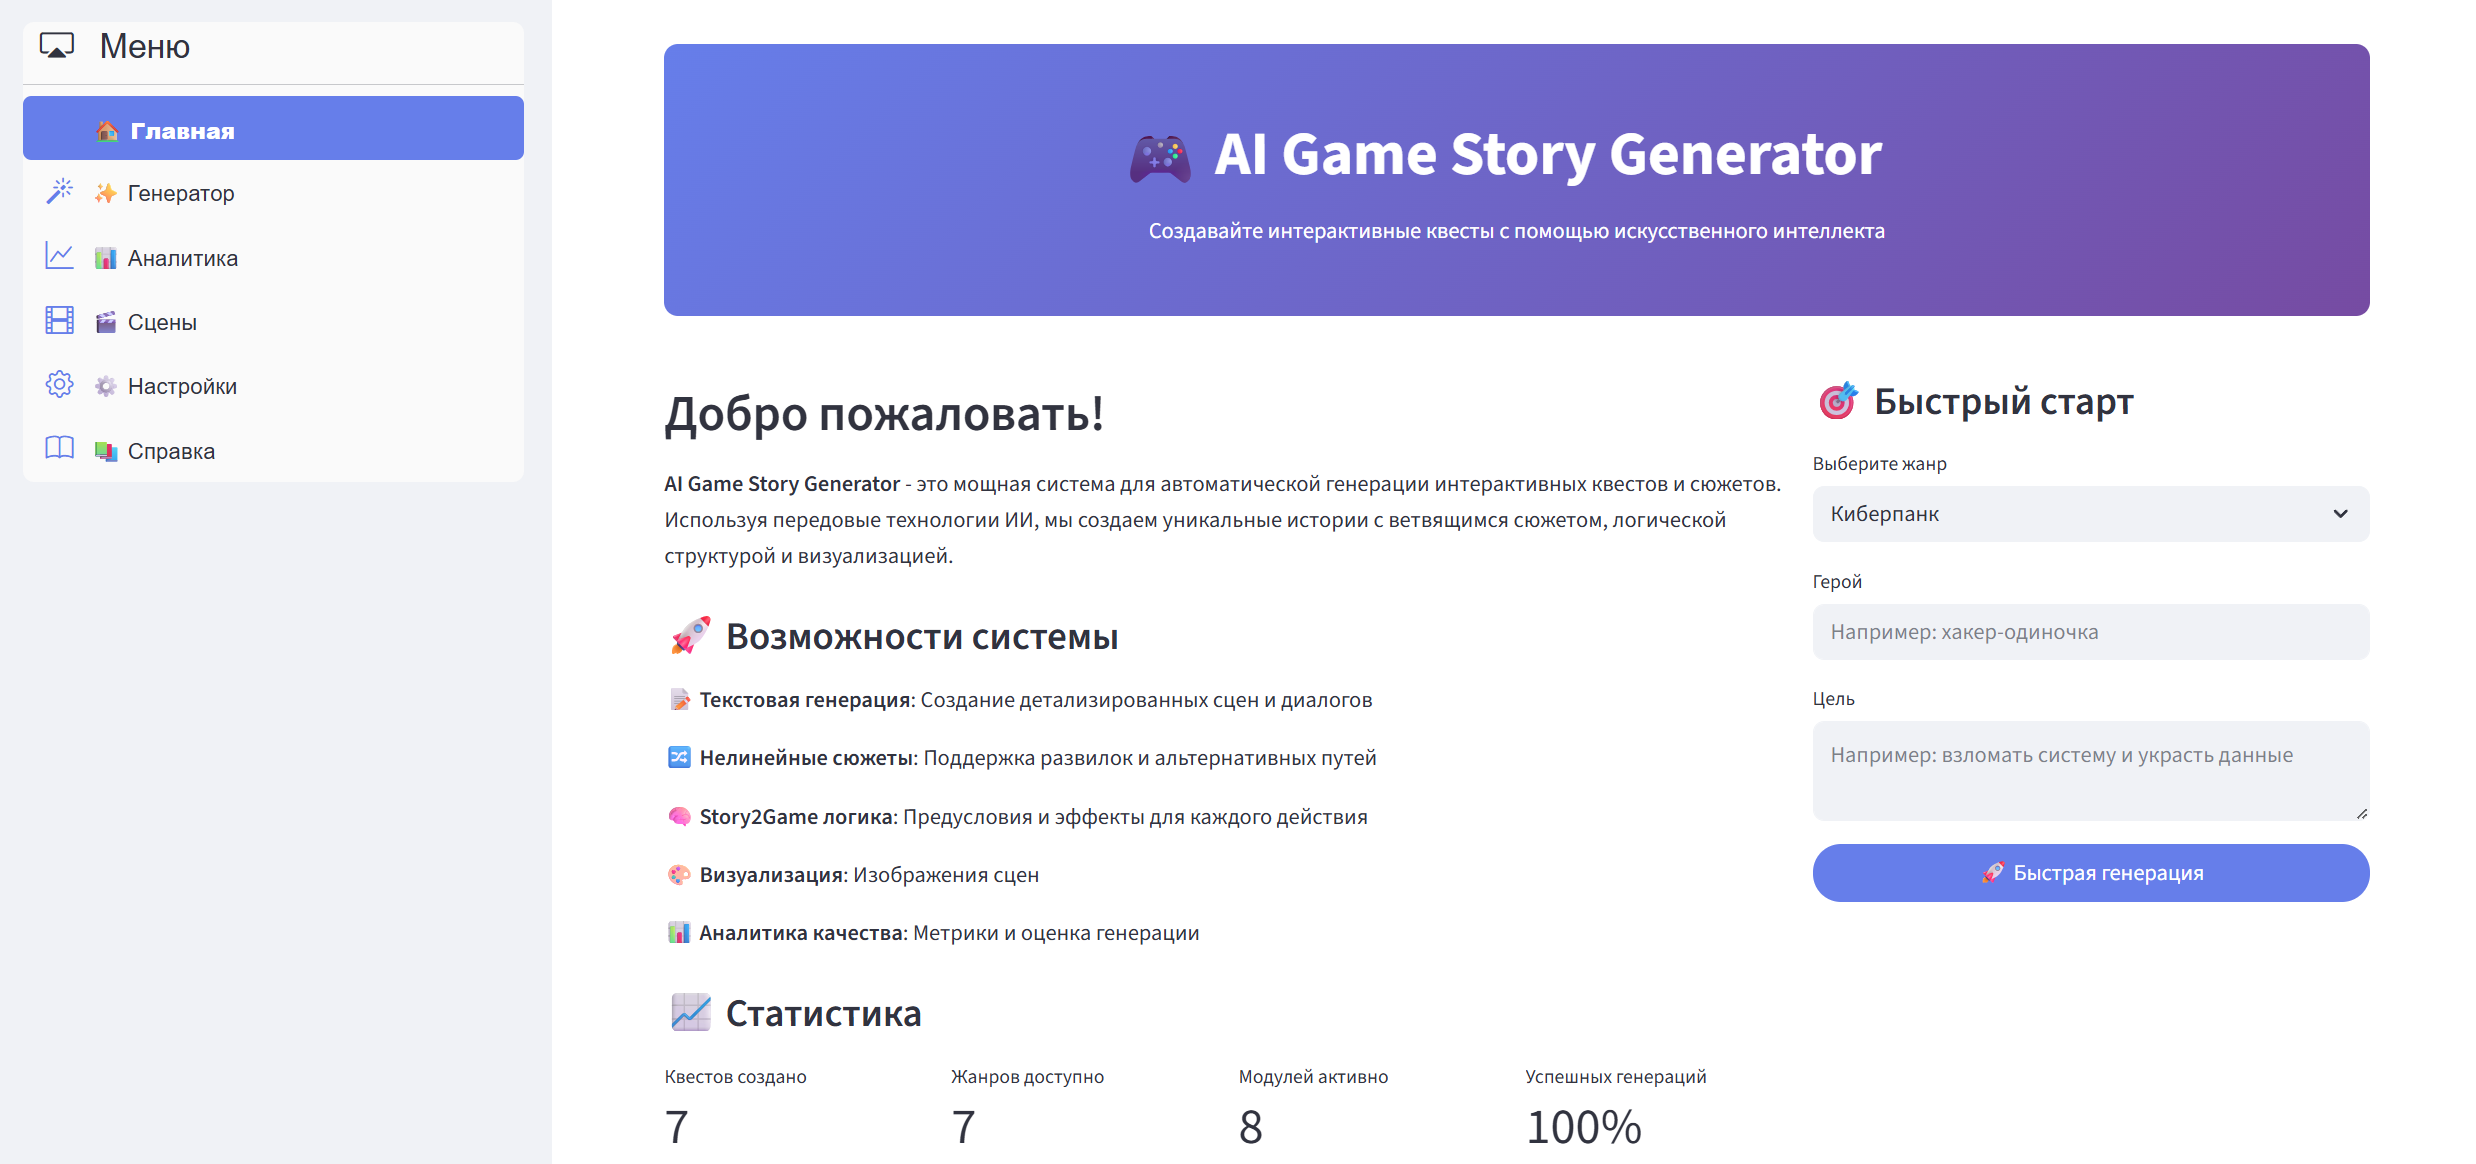 Меню
Главная
Генератор
Аналитика
Сцены
Настройки
Справка
AI Game Story Generator
Создавайте интерактивные квесты с помощью искусственного интеллекта
Добро пожаловать!
AI Game Story Generator - это мощная система для автоматической генерации интерактивных квестов и сюжетов.
Используя передовые технологии ИИ, мы создаем уникальные истории с ветвящимся сюжетом, логической
структурой и визуализацией.
Возможности системы
Текстовая генерация: Создание детализированных сцен и диалогов
Нелинейные сюжеты: Поддержка развилок и альтернативных путей
Story2Game логика: Предусловия и эффекты для каждого действия
Визуализация: Изображения сцен
Аналитика качества: Метрики и оценка генерации
Статистика
Квестов создано
7
Жанров доступно
7
Модулей активно
8
Успешных генераций
100%
Быстрый старт
Выберите жанр
Киберпанк
Герой
Например: хакер-одиночка
Цель
Например: взломать систему и украсть данные
Быстрая генерация